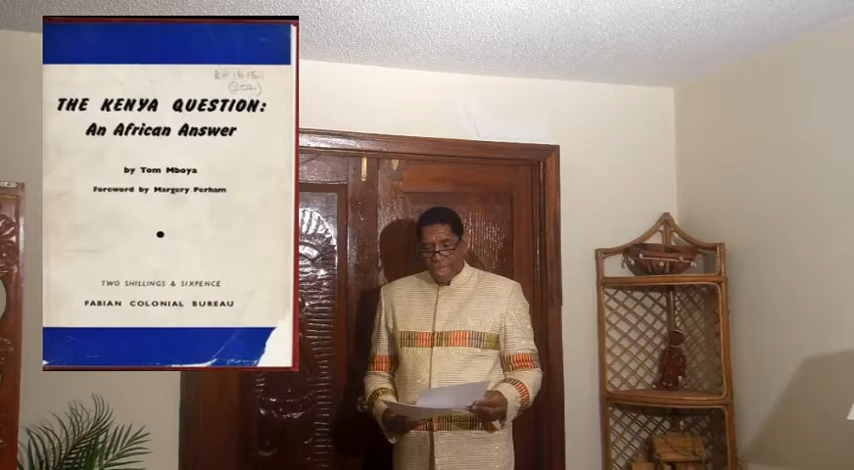 THE KENYA QUESTION:
An African Answer
by Tom Mboya
Foreword by Margery Perham
TWO SHILLINGS & SIXPENCE
FABIAN COLONIAL BUREAU